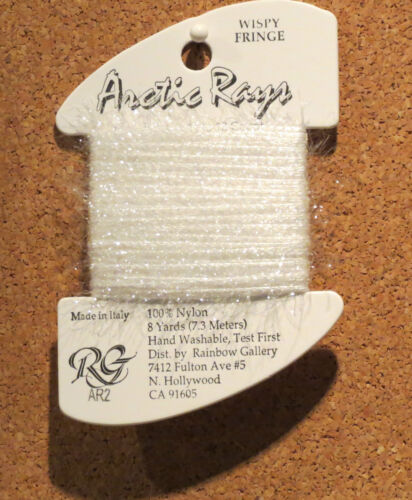 WISPY
FRINGE
Arctic Rays
Made in Italy
100% Nylon
8 Yards (7.3 Meters)
Hand Washable, Test First
Dist. by Rainbow Gallery
7412 Fulton Ave #5
N. Hollywood
CA 91605
RG
AR2